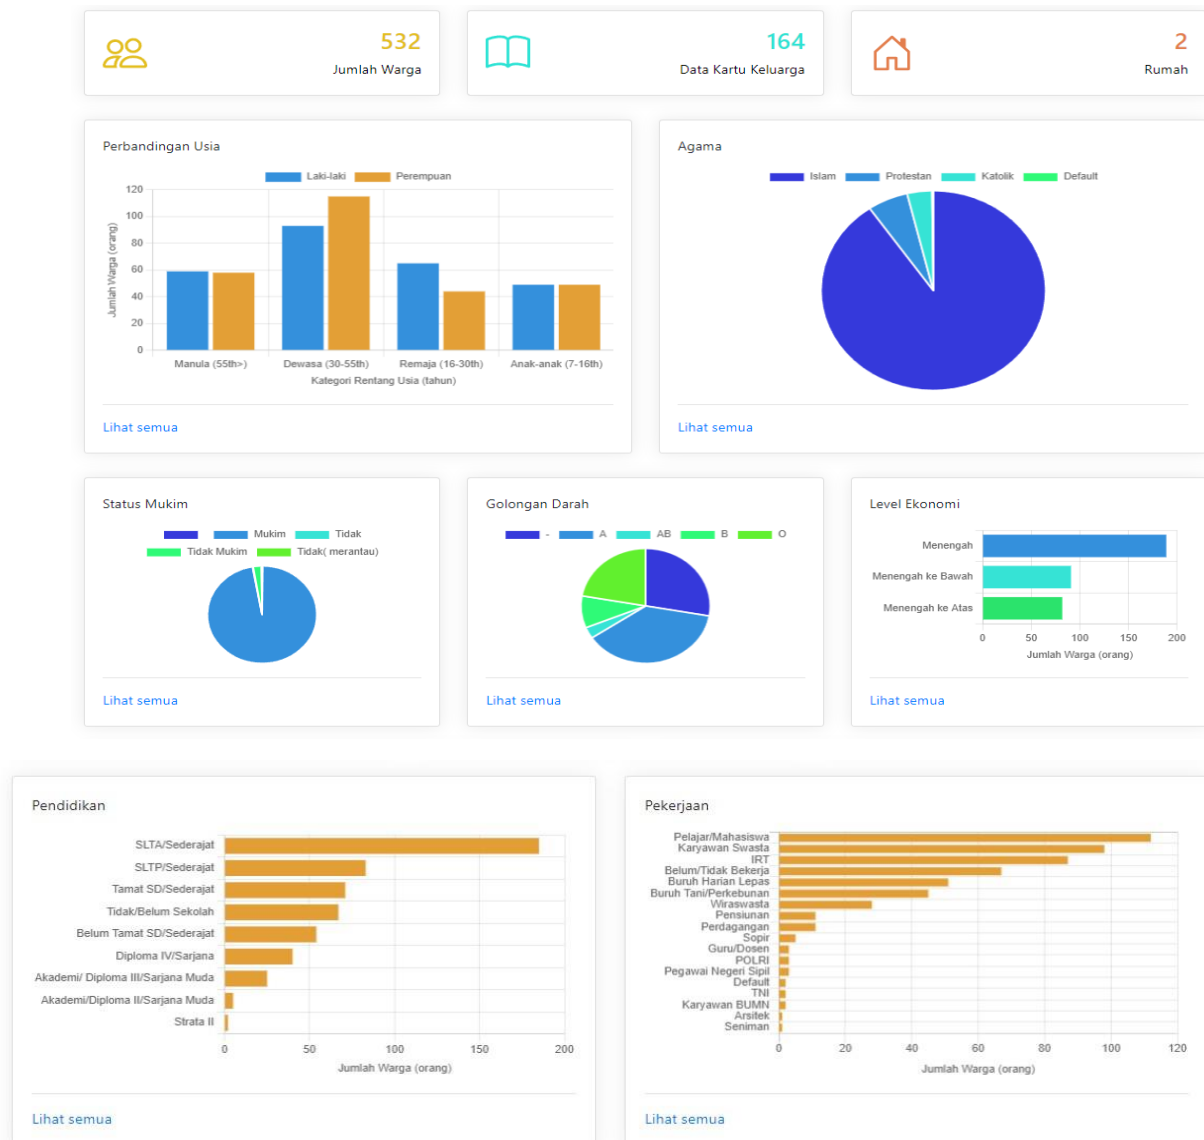 532
Jumlah Warga
164
Data Kartu Keluarga
2
Rumah
Perbandingan Usia
Laki-laki Perempuan
120
100
80
60
40
20
0
Jumlah Warga (orang)
Manula (55th>) Dewasa (30-55th) Remaja (16-30th) Anak-anak (7-16th)
Kategori Rentang Usia (tahun)
Lihat semua
Agama
Islam Protestan Katolik Default
Lihat semua
Status Mukim
Mukim Tidak
Tidak Mukim Tidak( merantau)
Lihat semua
Golongan Darah
- A AB B O
Lihat semua
Level Ekonomi
Menengah
Menengah ke Bawah
Menengah ke Atas
0 50 100 150 200
Jumlah Warga (orang)
Lihat semua
Pendidikan
SLTA/Sederajat
SLTP/Sederajat
Tamat SD/Sederajat
Tidak/Belum Sekolah
Belum Tamat SD/Sederajat
Diploma IV/Sarjana
Akademi/ Diploma III/Sarjana Muda
Akademi/Diploma II/Sarjana Muda
Strata II
0 50 100 150 200
Jumlah Warga (orang)
Lihat semua
Pekerjaan
Pelajar/Mahasiswa
Karyawan Swasta
IRT
Belum/Tidak Bekerja
Buruh Harian Lepas
Buruh Tani/Perkebunan
Wiraswasta
Pensiunan
Perdagangan
Sopir
Guru/Dosen
POLRI
Pegawai Negeri Sipil
Default
TNI
Karyawan BUMN
Arsitek
Seniman
0 20 40 60 80 100 120
Jumlah Warga (orang)
Lihat semua